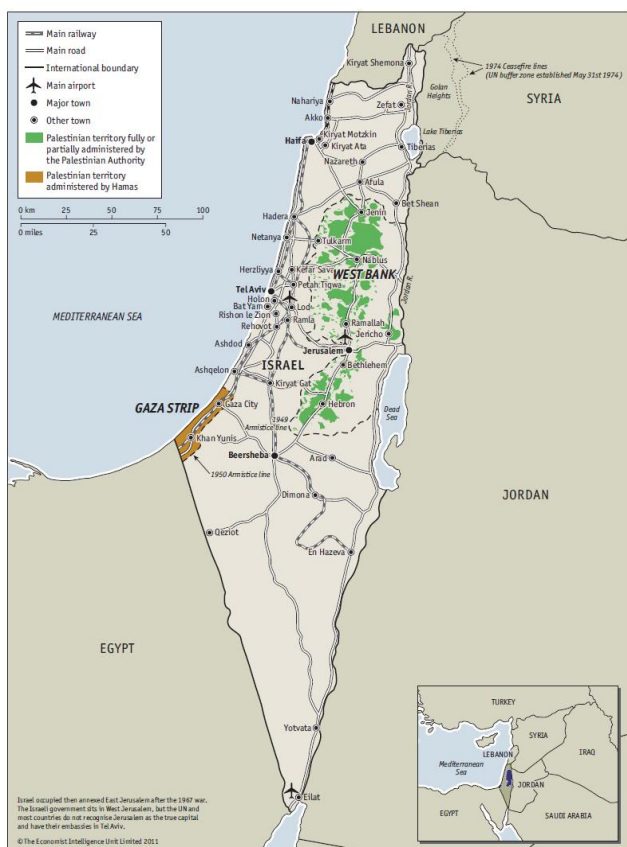 Main railway
Main road
International boundary
Main airport
Major town
Other town
Palestinian territory fully or
partially administered by
the Palestinian Authority
Palestinian territory
administered by Hamas
0 km 25 50 75 100
0 miles 25 50
LEBANON
Kiryat Shemona
Jordan R.
1974 Ceasefire lines
(UN buffer zone established May 31st 1974)
Golan
Heights
SYRIA
Nahariya
Zefat
Akko
Lake Tiberias
Kiryat Motzkin
Haifa
Kiryat Ata
Tiberias
Nazareth
Afula
Bet Shean
Hadera
Jenin
Netanya
Tulkarm
Nablus
WEST BANK
Herzliyya
Kefar Sava
Jordan R.
Petah Tiqwa
Tel Aviv
Holon
Bat Yam
Lod
Rishon le Zion
Ramla
Rehovot
Ramallah
Jericho
MEDITERRANEAN SEA
Ashdod
Jerusalem
ISRAEL
Bethlehem
Ashqelon
Kiryat Gat
GAZA STRIP
Gaza City
Hebron
Dead
Sea
1949
Armistice line
Khan Yunis
1950 Armistice line
Beersheba
Arad
Dimona
JORDAN
Qeziot
En Hazeva
EGYPT
Yotvata
Eilat
TURKEY
SYRIA
LEBANON
IRAQ
Mediterranean
Sea
JORDAN
EGYPT
SAUDI ARABIA
Israel occupied then annexed East Jerusalem after the 1967 war.
The Israeli government sits in West Jerusalem, but the UN and
most countries do not recognise Jerusalem as the true capital
and have their embassies in Tel Aviv.
© The Economist Intelligence Unit Limited 2011